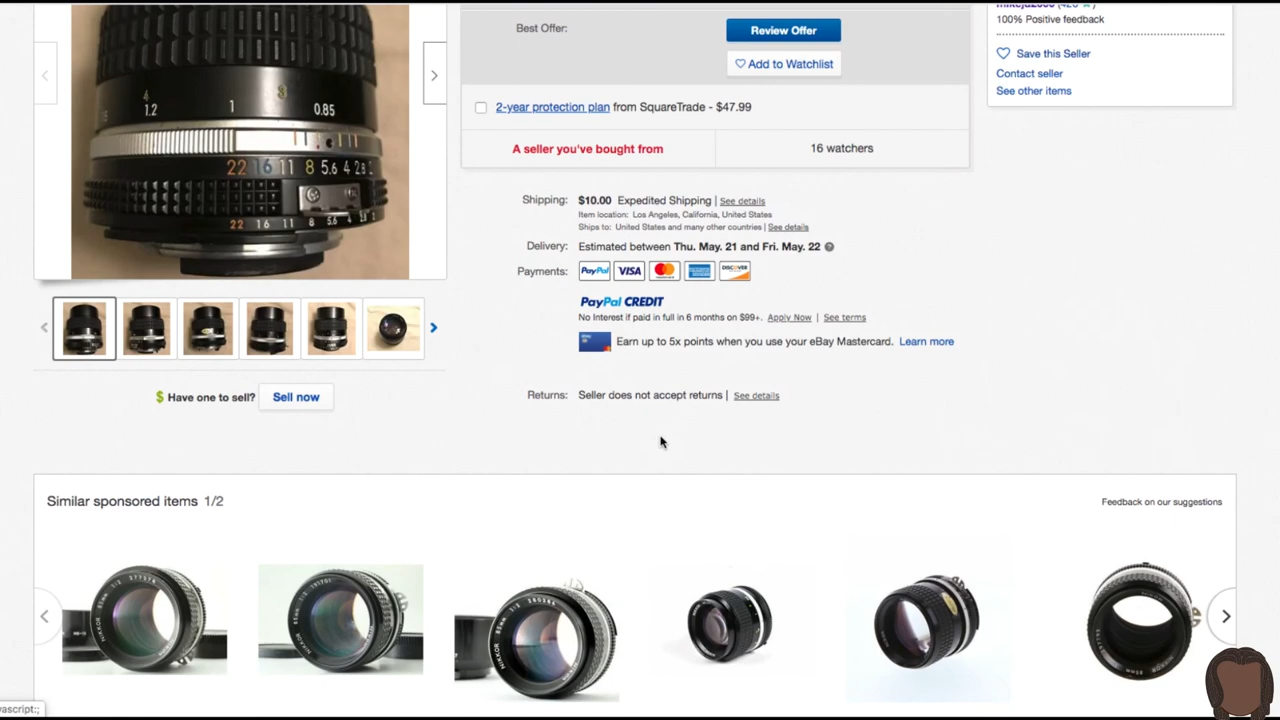 100% Positive feedback
Best Offer:
Review Offer
Save this Seller
Add to Watchlist
Contact seller
See other items
4 3
1.2 1 0.85
2-year protection plan from SquareTrade - $47.99
A seller you've bought from
16 watchers
22 16 11 8 5.6 4 2.8
22 16 11 8 5.6 4
Shipping: $10.00 Expedited Shipping | See details
Item location: Los Angeles, California, United States
Ships to: United States and many other countries | See details
Delivery: Estimated between Thu. May. 21 and Fri. May. 22
Payments: PayPal VISA MasterCard AMERICAN EXPRESS DISCOVER
PayPal CREDIT
No Interest if paid in full in 6 months on $99+. Apply Now | See terms
Earn up to 5x points when you use your eBay Mastercard. Learn more
Returns: Seller does not accept returns | See details
$ Have one to sell? Sell now
Similar sponsored items 1/2
Feedback on our suggestions
vascript:;